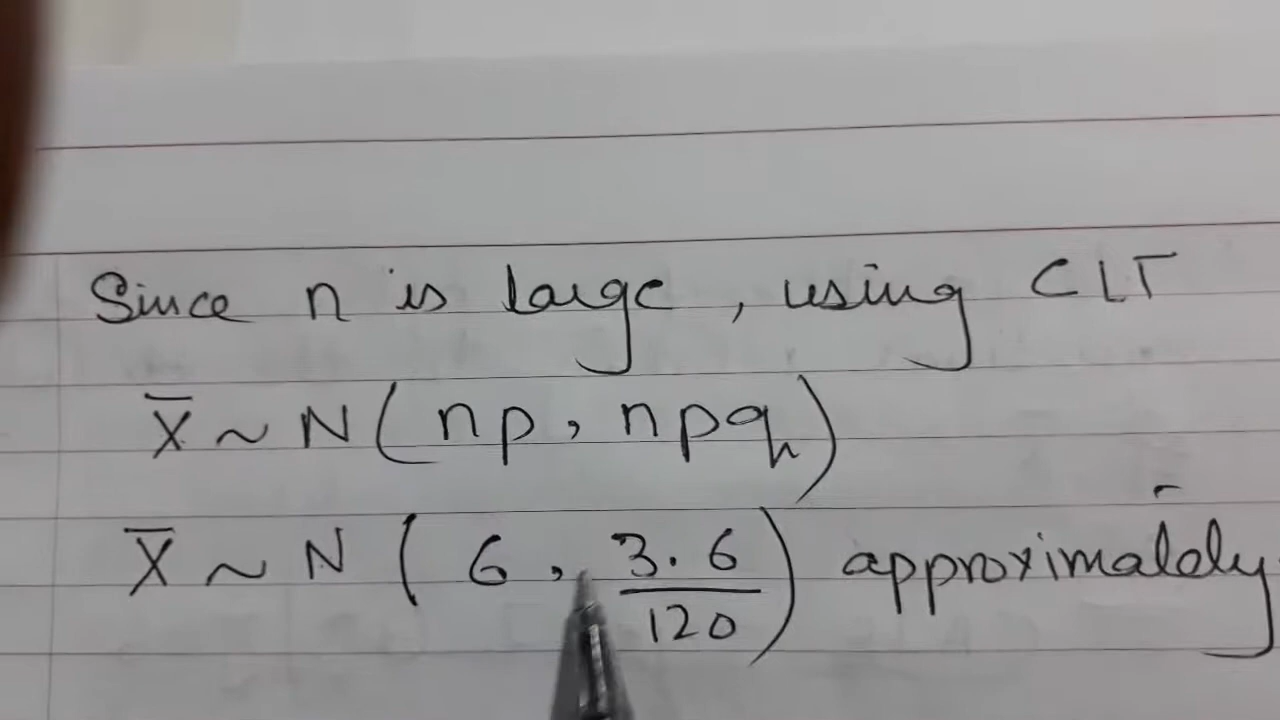 Since n is large, using CLT
X̄ ~ N(np, npq)
X̄ ~ N(6, 3.6/120) approximately